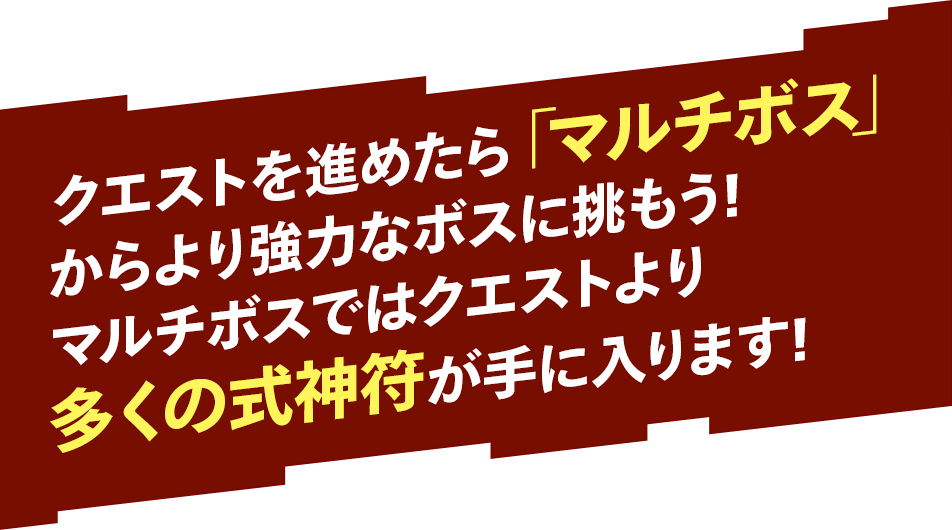 クエストを進めたら「マルチボス」
からより強力なボスに挑もう!
マルチボスではクエストより
多くの式神符が手に入ります!